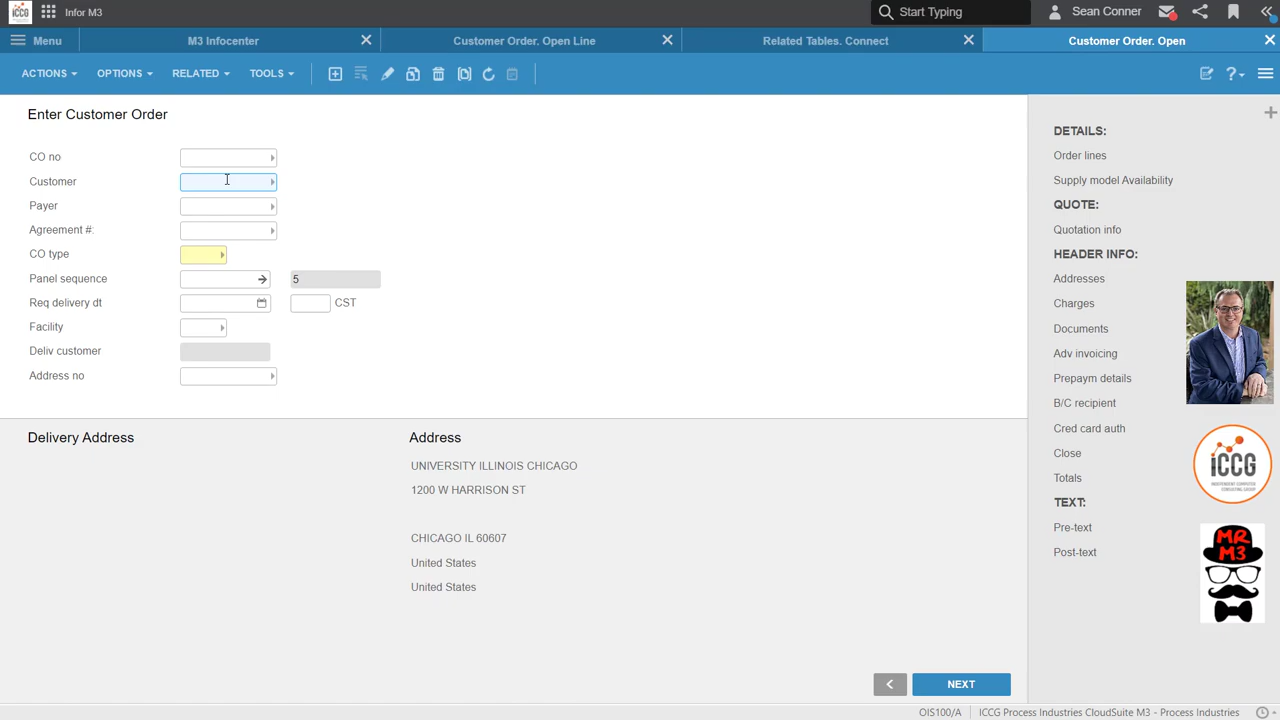 ICCG
Infor M3
Start Typing
Sean Conner
Menu
M3 Infocenter
Customer Order. Open Line
Related Tables. Connect
Customer Order. Open
ACTIONS
OPTIONS
RELATED
TOOLS
Enter Customer Order
CO no
Customer
Payer
Agreement #:
CO type
Panel sequence
5
Req delivery dt
CST
Facility
Deliv customer
Address no
Delivery Address
Address
UNIVERSITY ILLINOIS CHICAGO
1200 W HARRISON ST
CHICAGO IL 60607
United States
United States
NEXT
DETAILS:
Order lines
Supply model Availability
QUOTE:
Quotation info
HEADER INFO:
Addresses
Charges
Documents
Adv invoicing
Prepaym details
B/C recipient
Cred card auth
Close
Totals
TEXT:
Pre-text
Post-text
iCCG
INDEPENDENT COMPUTER
CONSULTING GROUP
MR
M3
OIS100/A
ICCG Process Industries CloudSuite M3 - Process Industries